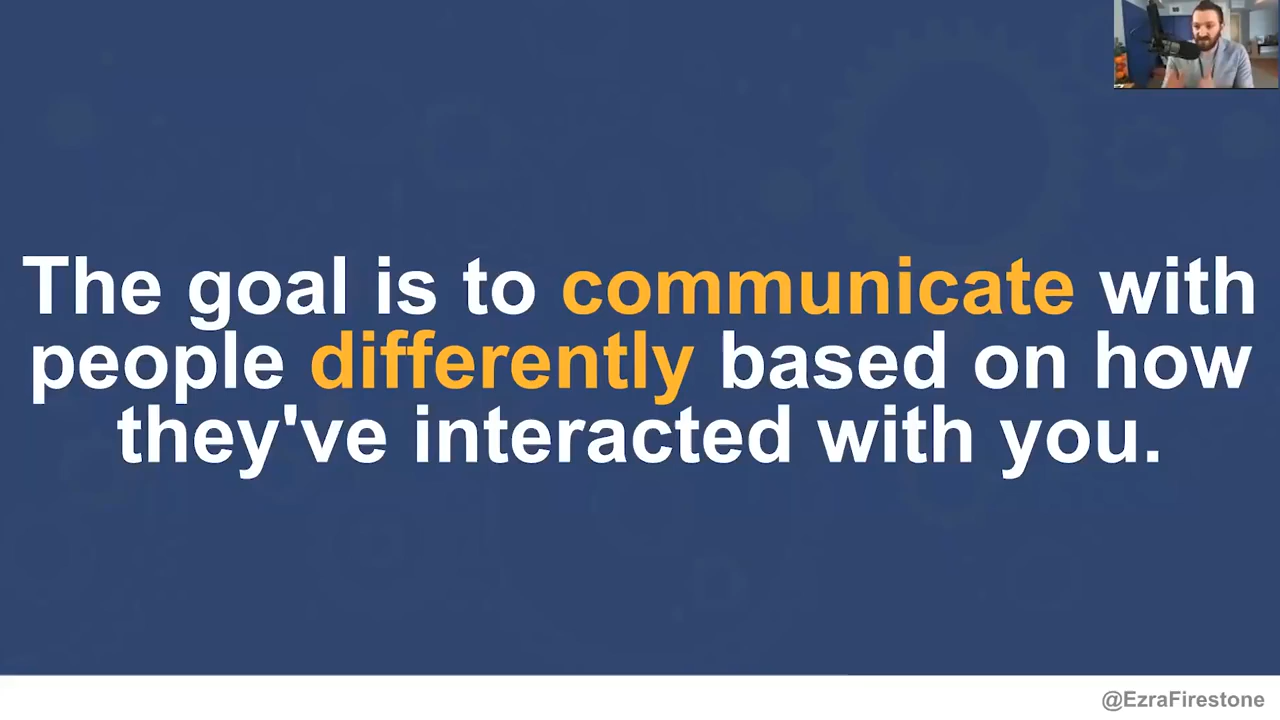 The goal is to communicate with
people differently based on how
they've interacted with you.
@EzraFirestone